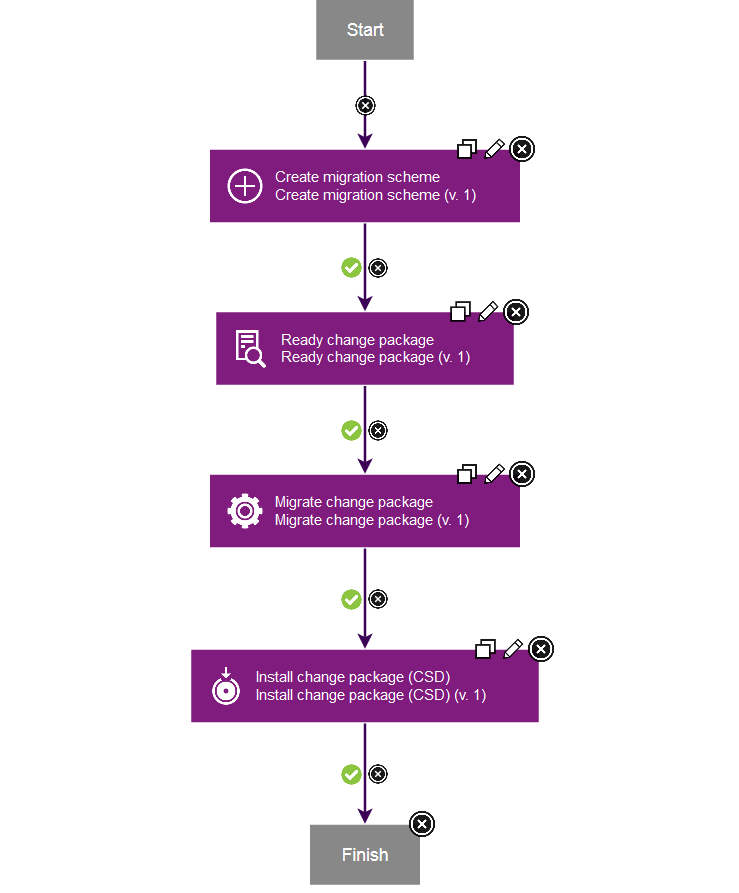 Start
Create migration scheme
Create migration scheme (v. 1)
Ready change package
Ready change package (v. 1)
Migrate change package
Migrate change package (v. 1)
Install change package (CSD)
Install change package (CSD) (v. 1)
Finish